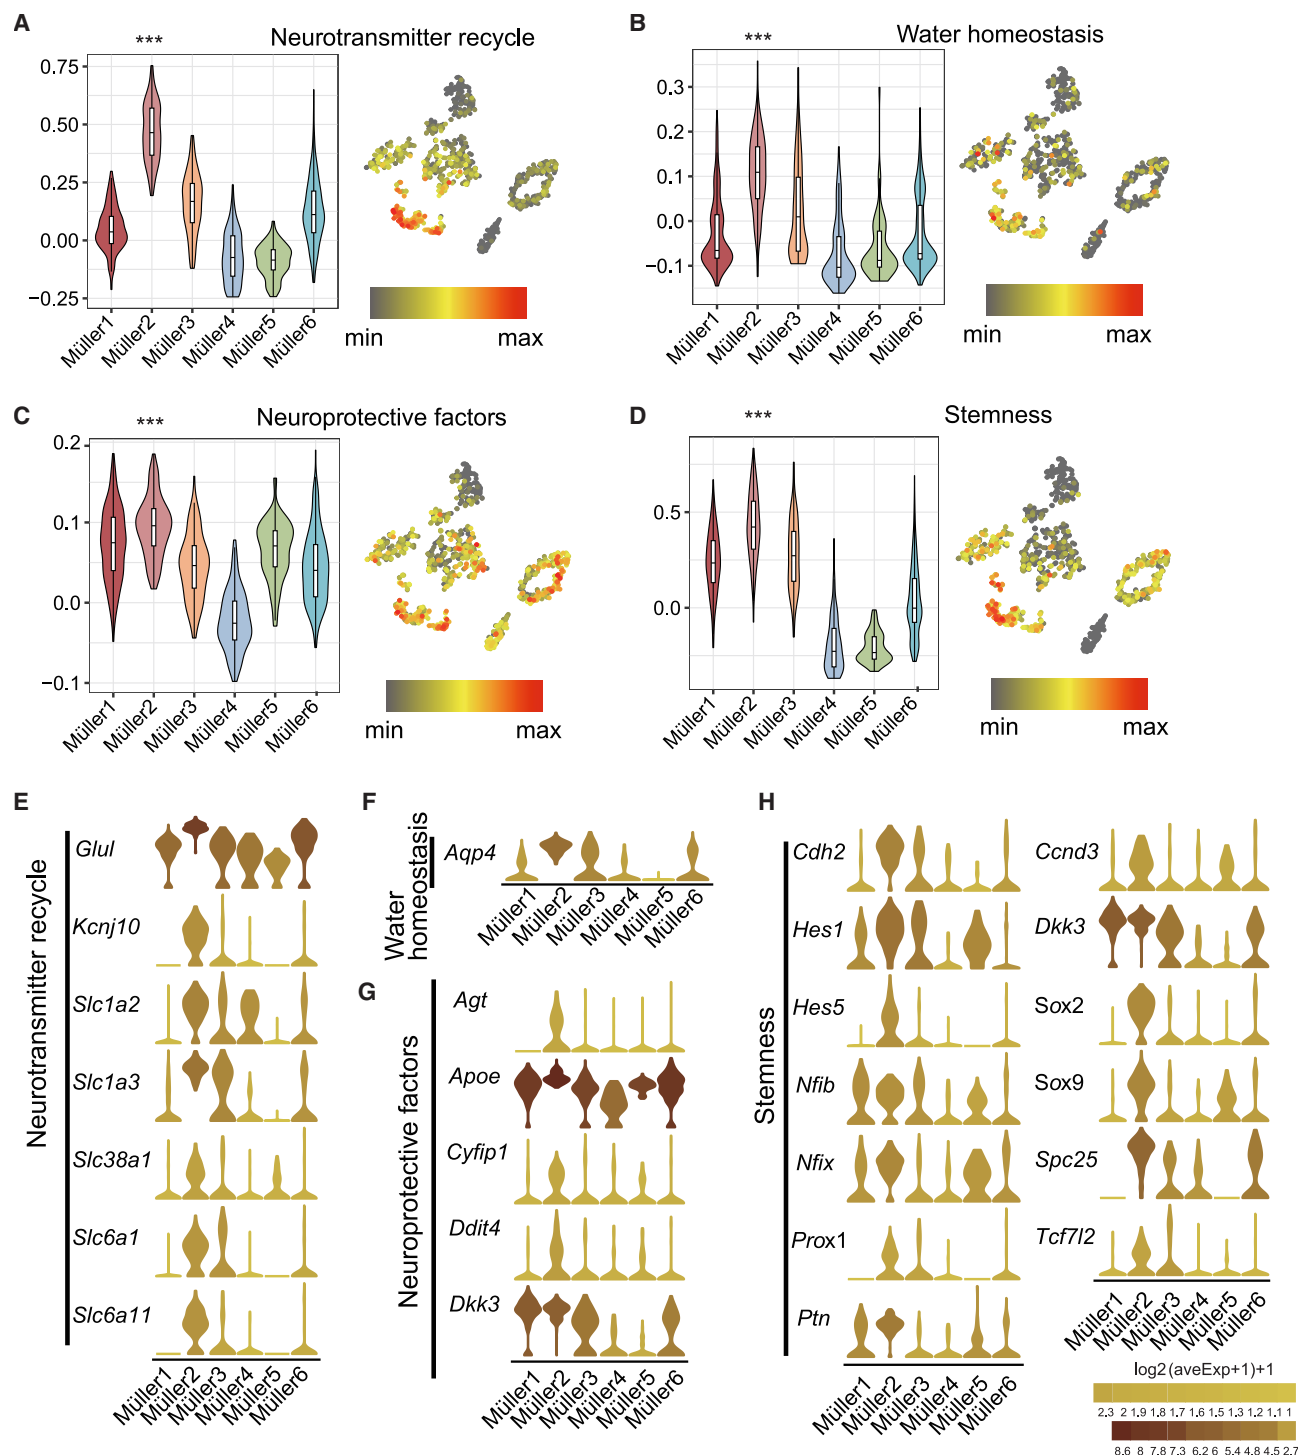 A
***
Neurotransmitter recycle
0.75
0.50
0.25
0.00
−0.25
Müller1
Müller2
Müller3
Müller4
Müller5
Müller6
min
max
B
***
Water homeostasis
0.3
0.2
0.1
0.0
−0.1
Müller1
Müller2
Müller3
Müller4
Müller5
Müller6
min
max
C
***
Neuroprotective factors
0.2
0.1
0.0
−0.1
Müller1
Müller2
Müller3
Müller4
Müller5
Müller6
min
max
D
***
Stemness
0.5
0.0
Müller1
Müller2
Müller3
Müller4
Müller5
Müller6
min
max
E
Neurotransmitter recycle
Glul
Kcnj10
Slc1a2
Slc1a3
Slc38a1
Slc6a1
Slc6a11
Müller1
Müller2
Müller3
Müller4
Müller5
Müller6
F
Water
homeostasis
Aqp4
Müller1
Müller2
Müller3
Müller4
Müller5
Müller6
G
Neuroprotective factors
Agt
Apoe
Cyfip1
Ddit4
Dkk3
Müller1
Müller2
Müller3
Müller4
Müller5
Müller6
H
Stemness
Cdh2
Hes1
Hes5
Nfib
Nfix
Prox1
Ptn
Müller1
Müller2
Müller3
Müller4
Müller5
Müller6
Ccnd3
Dkk3
Sox2
Sox9
Spc25
Tcf7l2
Müller1
Müller2
Müller3
Müller4
Müller5
Müller6
log2 (aveExp+1)+1
2.3 2 1.9 1.8 1.7 1.6 1.5 1.3 1.2 1.1 1
8.6 8 7.8 7.3 6.2 6 5.4 4.8 4.5 2.7